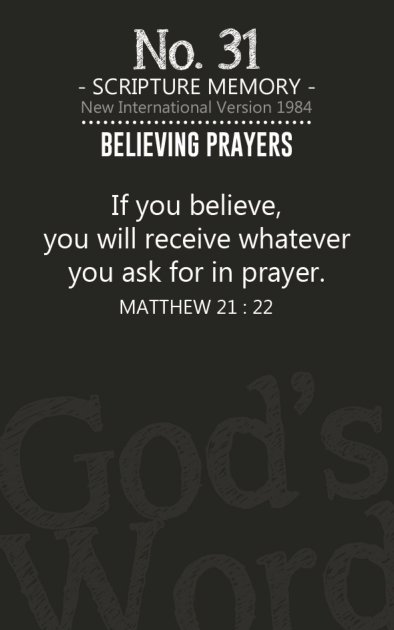 No. 31
- SCRIPTURE MEMORY -
New International Version 1984
BELIEVING PRAYERS
If you believe,
you will receive whatever
you ask for in prayer.
MATTHEW 21 : 22
God's
Word